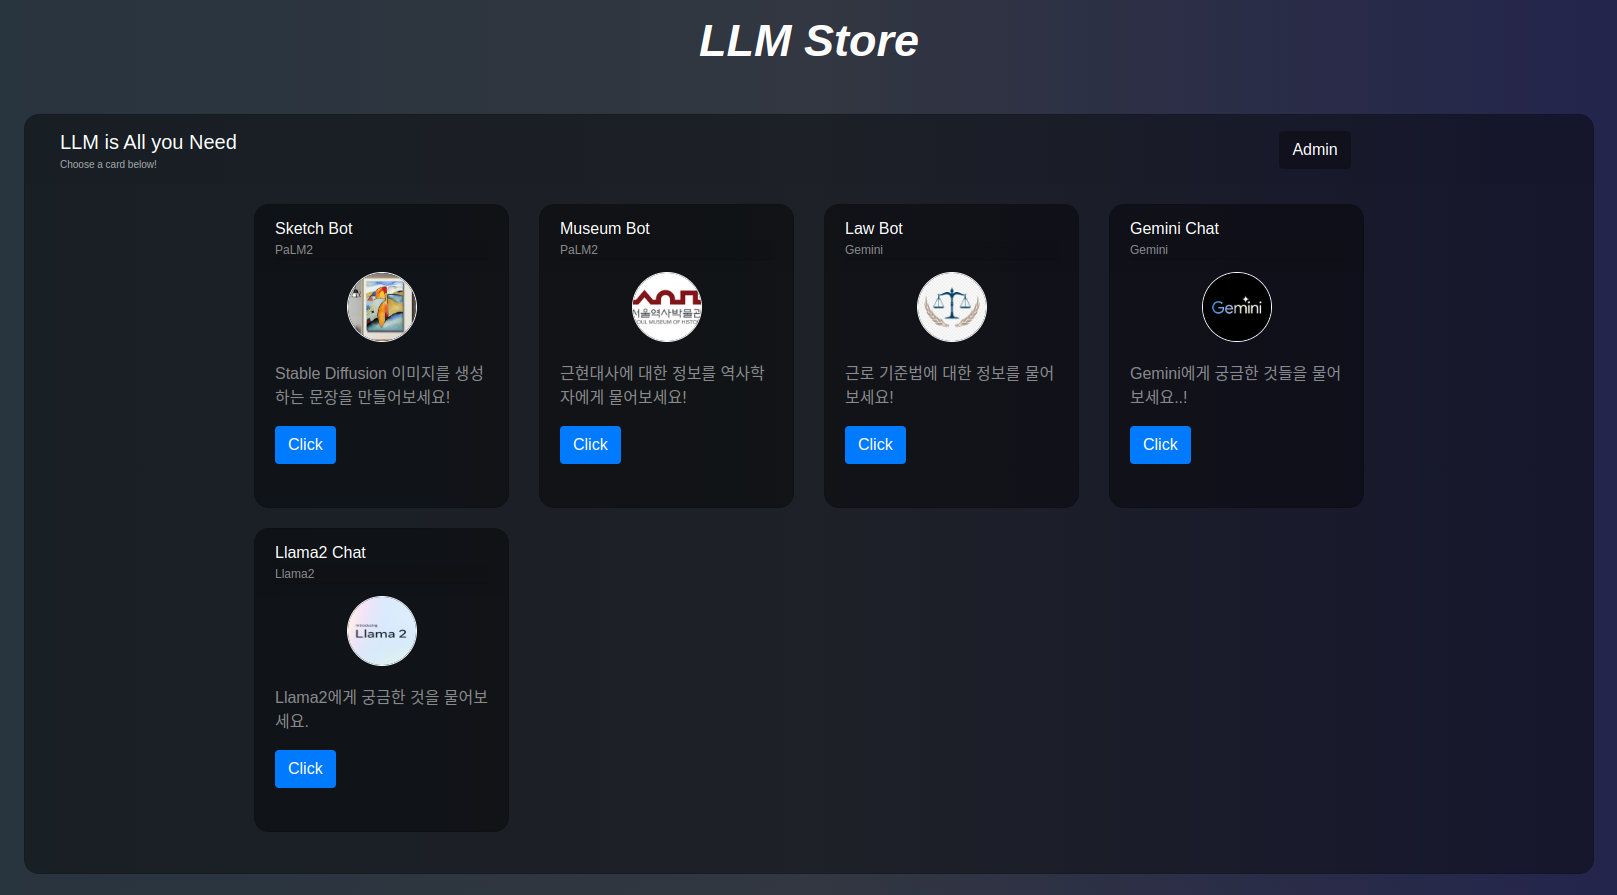 LLM Store
LLM is All you Need
Choose a card below!
Admin
Sketch Bot
PaLM2
Stable Diffusion 이미지를 생성
하는 문장을 만들어보세요!
Click
Museum Bot
PaLM2
서울역사박물관
근현대사에 대한 정보를 역사학
자에게 물어보세요!
Click
Law Bot
Gemini
근로 기준법에 대한 정보를 물어
보세요!
Click
Gemini Chat
Gemini
Gemini
Gemini에게 궁금한 것들을 물어
보세요..!
Click
Llama2 Chat
Llama2
Llama 2
Llama2에게 궁금한 것을 물어보
세요.
Click